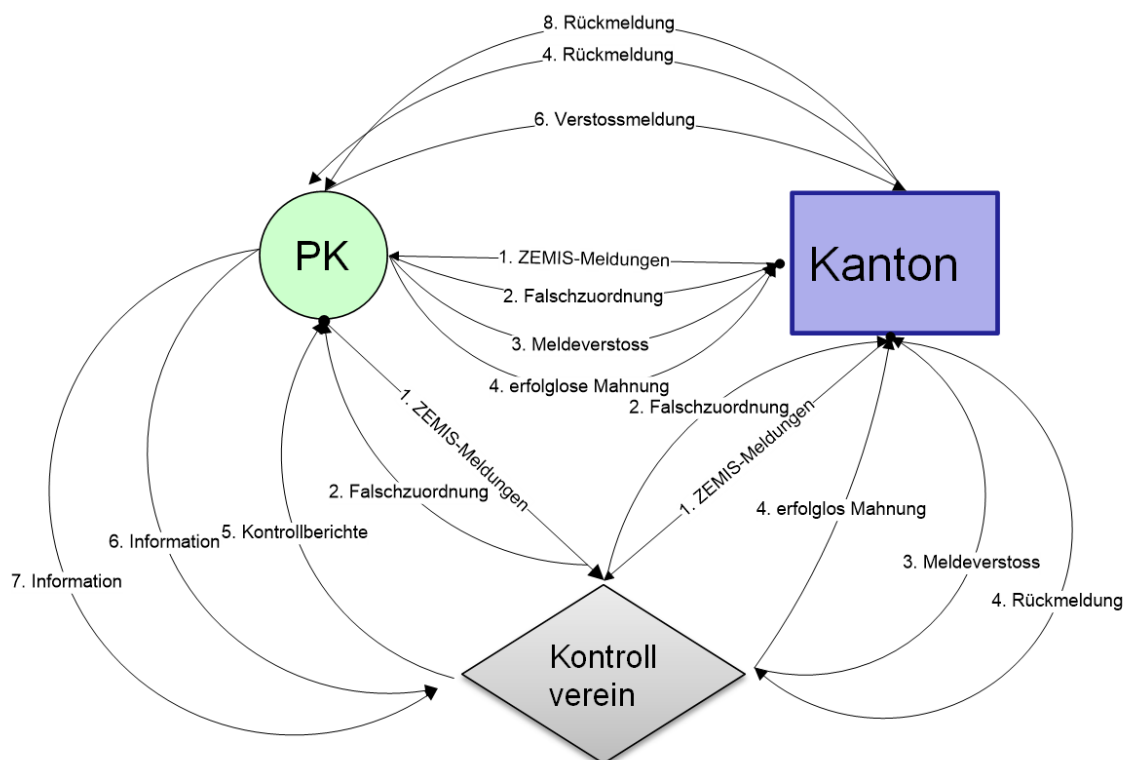 8. Rückmeldung
4. Rückmeldung
6. Verstossmeldung
PK
1. ZEMIS-Meldungen
Kanton
2. Falschzuordnung
3. Meldeverstoss
4. erfolglose Mahnung
1. ZEMIS-Meldungen
2. Falschzuordnung
1. ZEMIS-Meldungen
2. Falschzuordnung
4. erfolglos Mahnung
5. Kontrollberichte
6. Information
3. Meldeverstoss
7. Information
4. Rückmeldung
Kontroll
verein